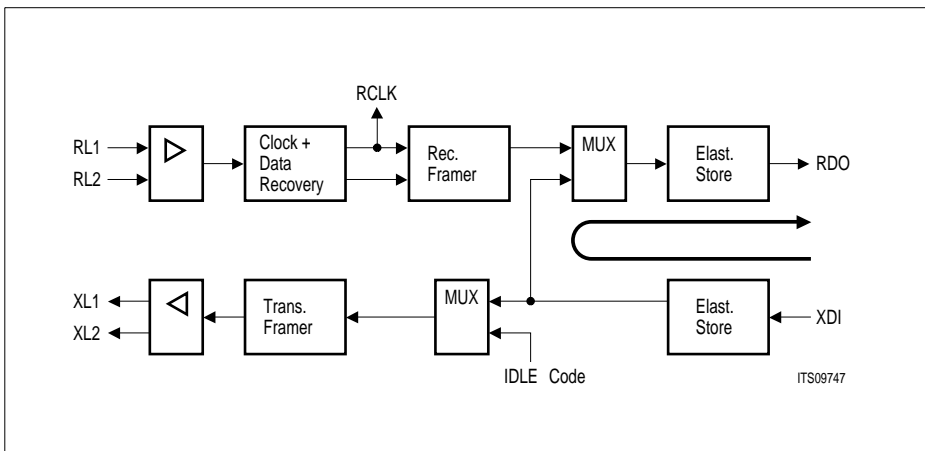 RCLK
RL1
RL2
Clock +
Data
Recovery
Rec.
Framer
MUX
Elast.
Store
RDO
XL1
XL2
Trans.
Framer
MUX
Elast.
Store
XDI
IDLE Code
ITS09747